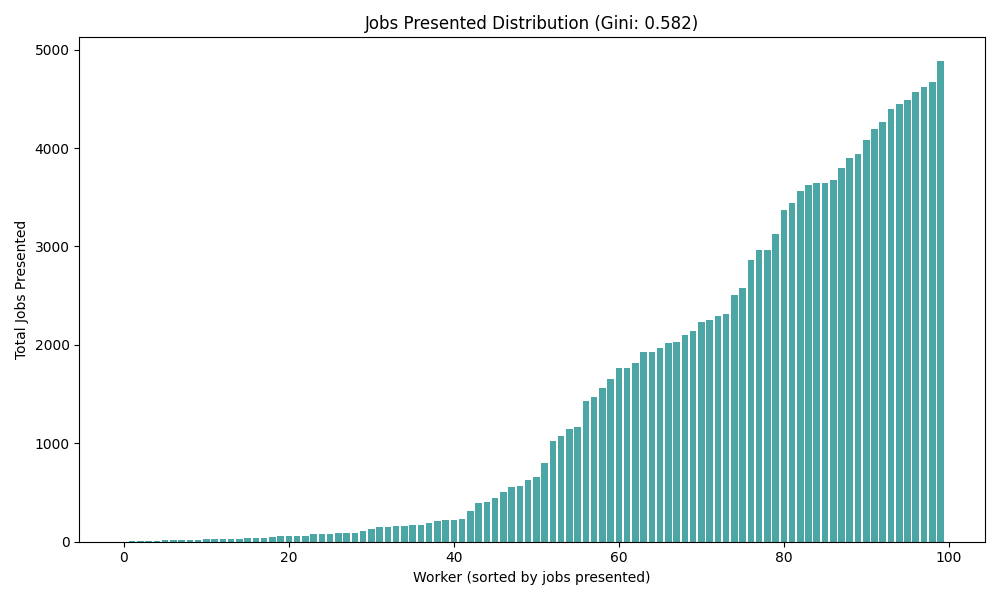 Jobs Presented Distribution (Gini: 0.582)
5000
4000
3000
2000
1000
0
Total Jobs Presented
0 20 40 60 80 100
Worker (sorted by jobs presented)